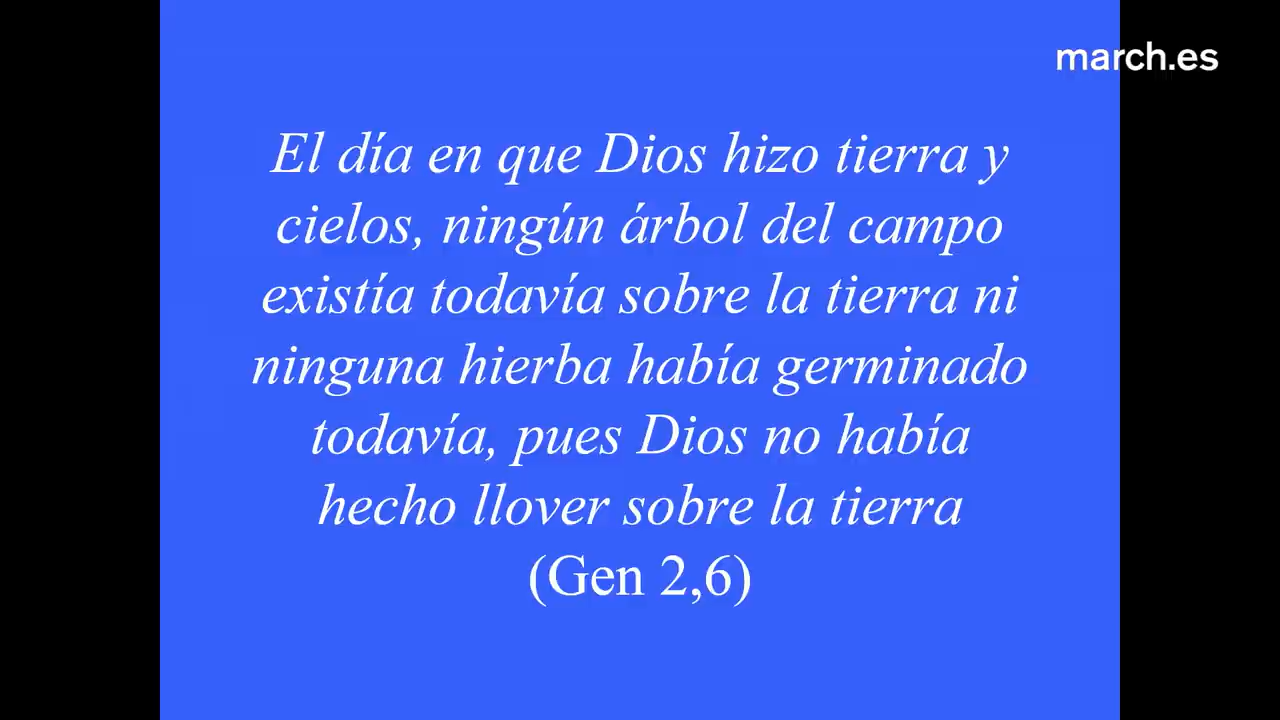 march.es
El día en que Dios hizo tierra y
cielos, ningún árbol del campo
existía todavía sobre la tierra ni
ninguna hierba había germinado
todavía, pues Dios no había
hecho llover sobre la tierra
(Gen 2,6)